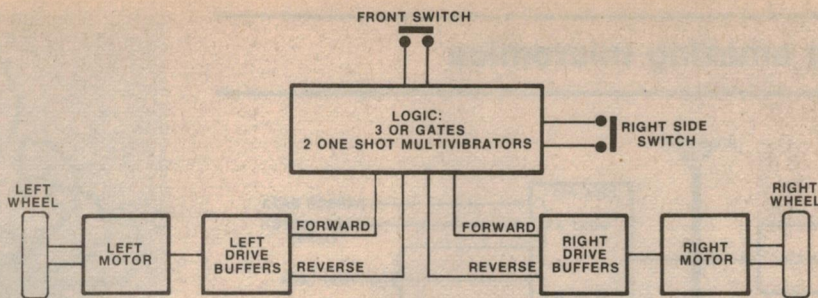 FRONT SWITCH
LOGIC:
3 OR GATES
2 ONE SHOT MULTIVIBRATORS
RIGHT SIDE
SWITCH
LEFT
WHEEL
LEFT
MOTOR
LEFT
DRIVE
BUFFERS
FORWARD
REVERSE
FORWARD
REVERSE
RIGHT
DRIVE
BUFFERS
RIGHT
MOTOR
RIGHT
WHEEL